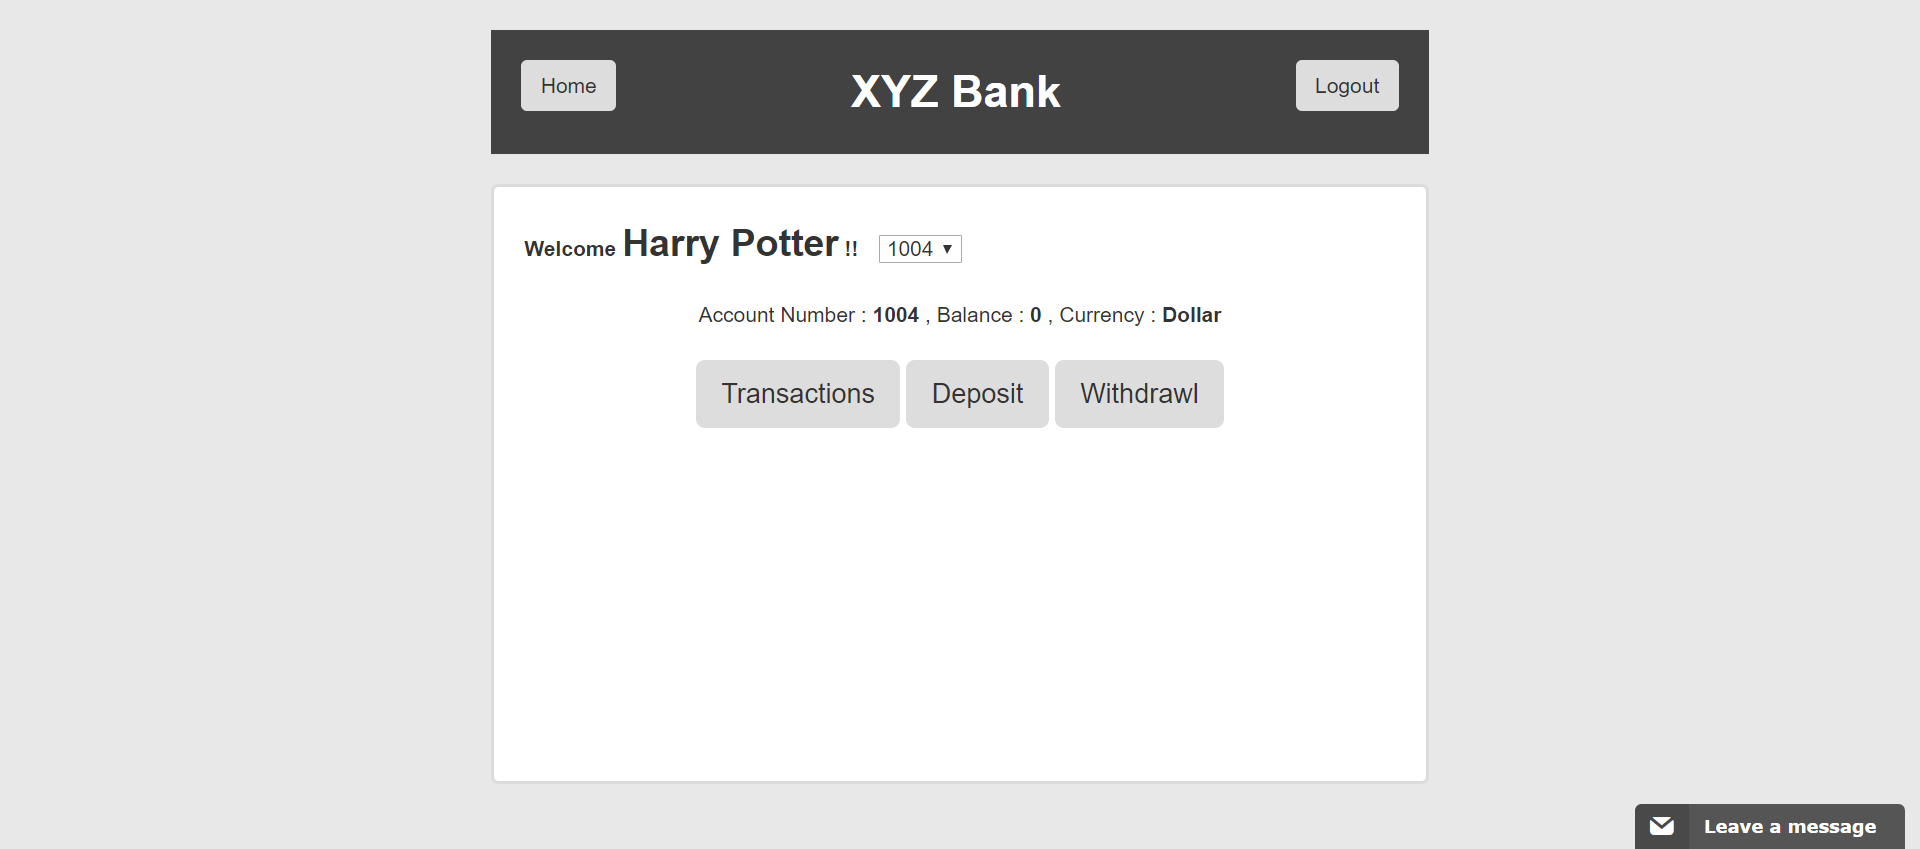 Home XYZ Bank Logout
Welcome Harry Potter !! 1004
Account Number : 1004 , Balance : 0 , Currency : Dollar
Transactions Deposit Withdrawl
Leave a message